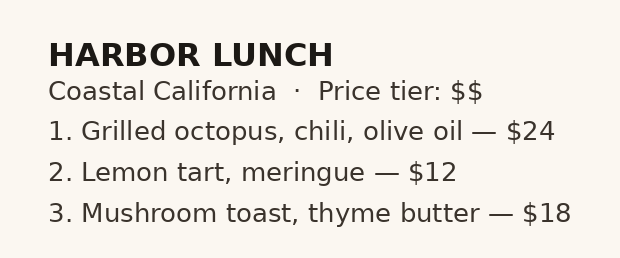 HARBOR LUNCH
Coastal California · Price tier: $$
1. Grilled octopus, chili, olive oil — $24
2. Lemon tart, meringue — $12
3. Mushroom toast, thyme butter — $18